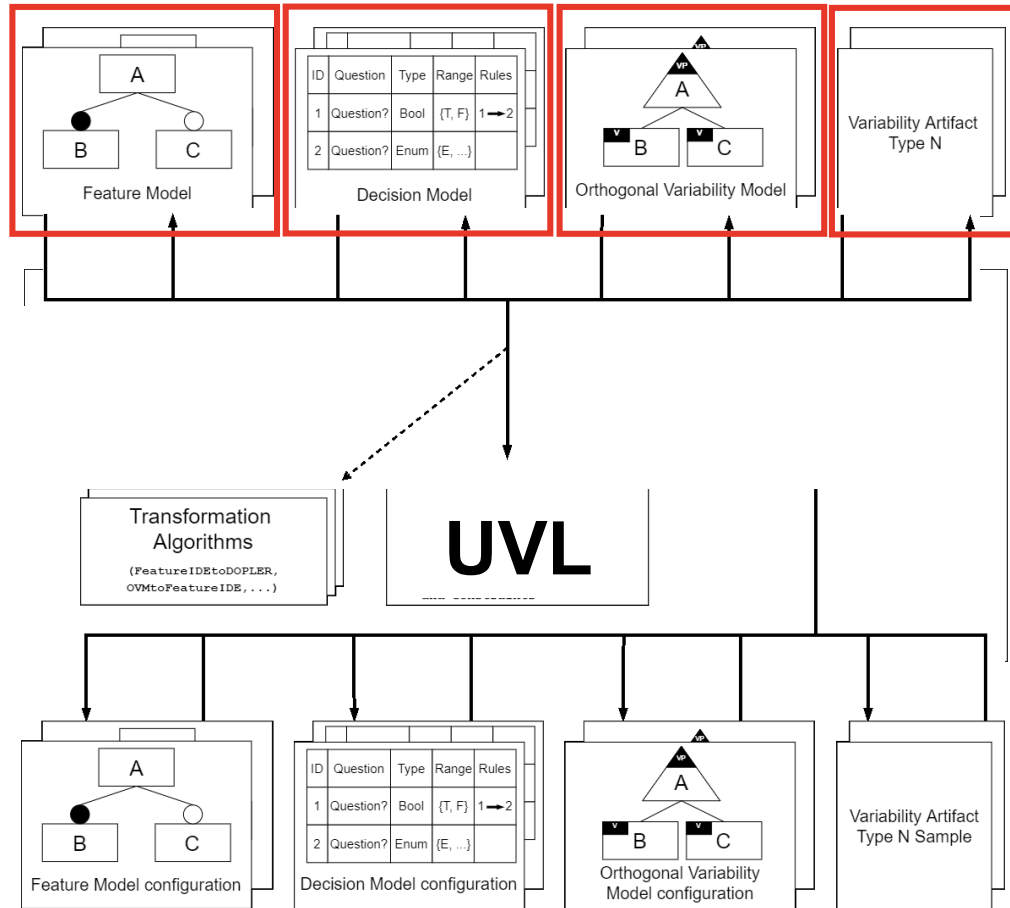 A
B
C
Feature Model
ID Question Type Range Rules
1 Question? Bool {T, F} 1→2
2 Question? Enum {E, ...}
Decision Model
VP
VP
A
V
B
V
C
Orthogonal Variability Model
Variability Artifact
Type N
Transformation
Algorithms
(FeatureIDEtoDOPLER,
OVMtoFeatureIDE,...)
UVL
A
B
C
Feature Model configuration
ID Question Type Range Rules
1 Question? Bool {T, F} 1→2
2 Question? Enum {E, ...}
Decision Model configuration
VP
VP
A
V
B
V
C
Orthogonal Variability
Model configuration
Variability Artifact
Type N Sample